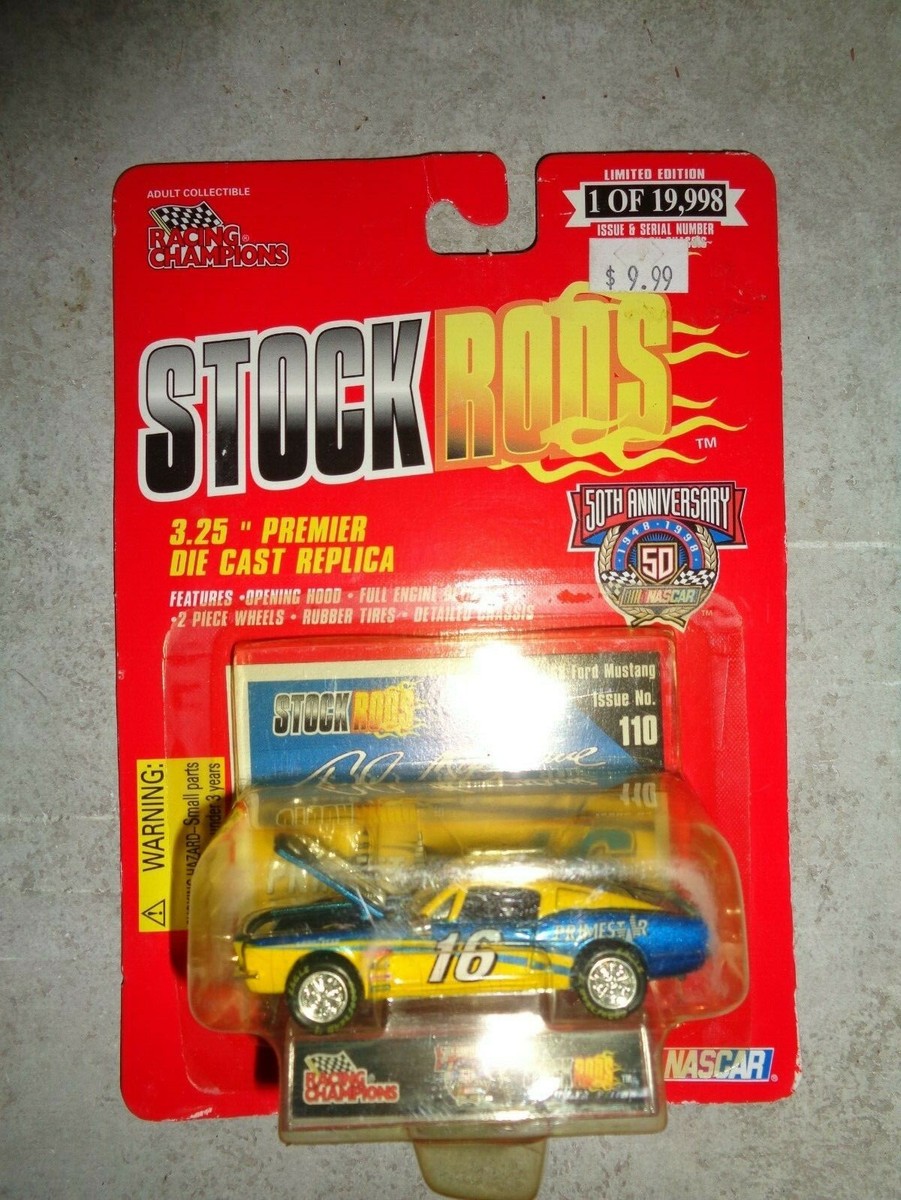 ADULT COLLECTIBLE
RACING
CHAMPIONS
LIMITED EDITION
1 OF 19,998
ISSUE & SERIAL NUMBER
$ 9.99
STOCK RODS ™
3.25 " PREMIER
DIE CAST REPLICA
FEATURES • OPENING HOOD • FULL ENGINE
• 2 PIECE WHEELS • RUBBER TIRES • DETAILED CHASSIS
50TH ANNIVERSARY
1948 • 1998
50
NASCAR
™
Ford Mustang
Issue No.
110
STOCK RODS
WARNING:
HAZARD-Small parts
under 3 years
16
PRIMESTAR
RACING
CHAMPIONS
STOCK RODS
NASCAR